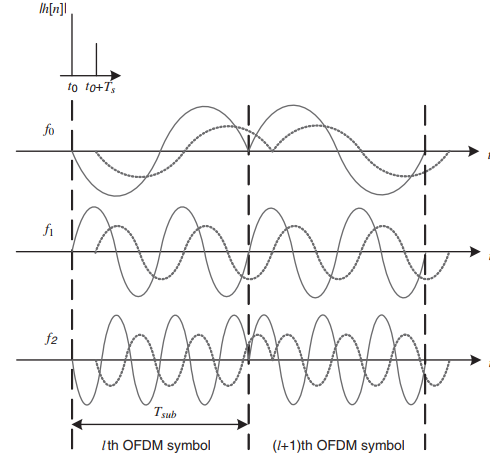 |h[n]|
t0 t0+Ts
f0
t
f1
t
f2
t
Tsub
lth OFDM symbol (l+1)th OFDM symbol